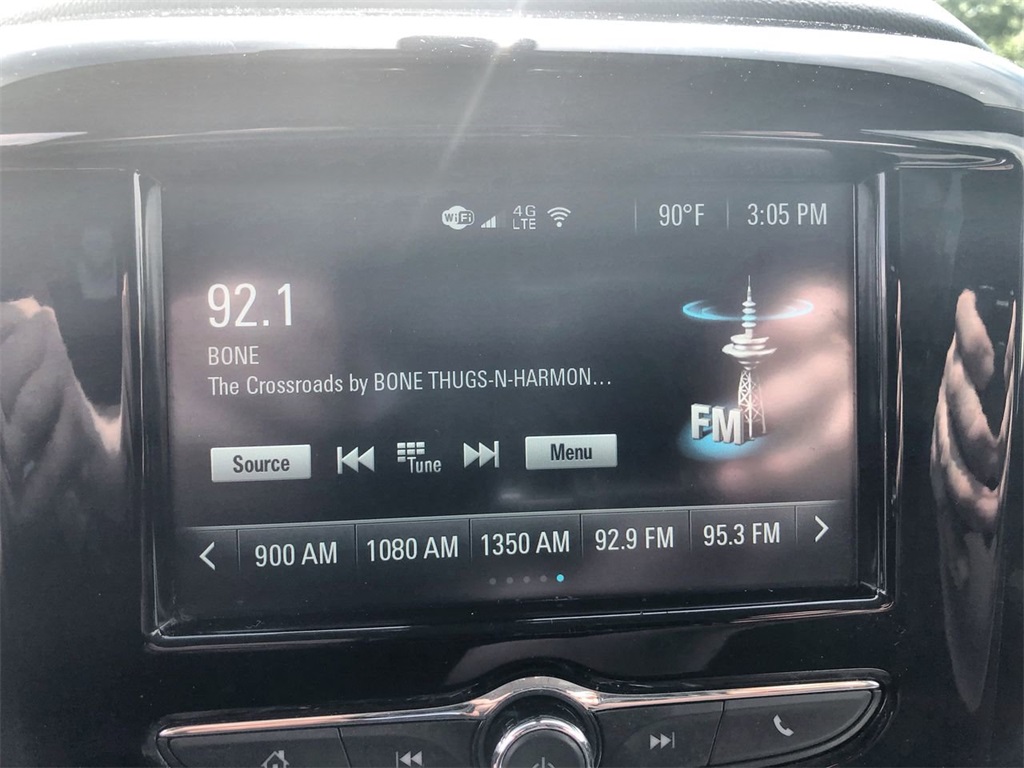 WiFi 4G LTE 90°F 3:05 PM
92.1
BONE
The Crossroads by BONE THUGS-N-HARMON...
FM
Source Tune Menu
900 AM 1080 AM 1350 AM 92.9 FM 95.3 FM